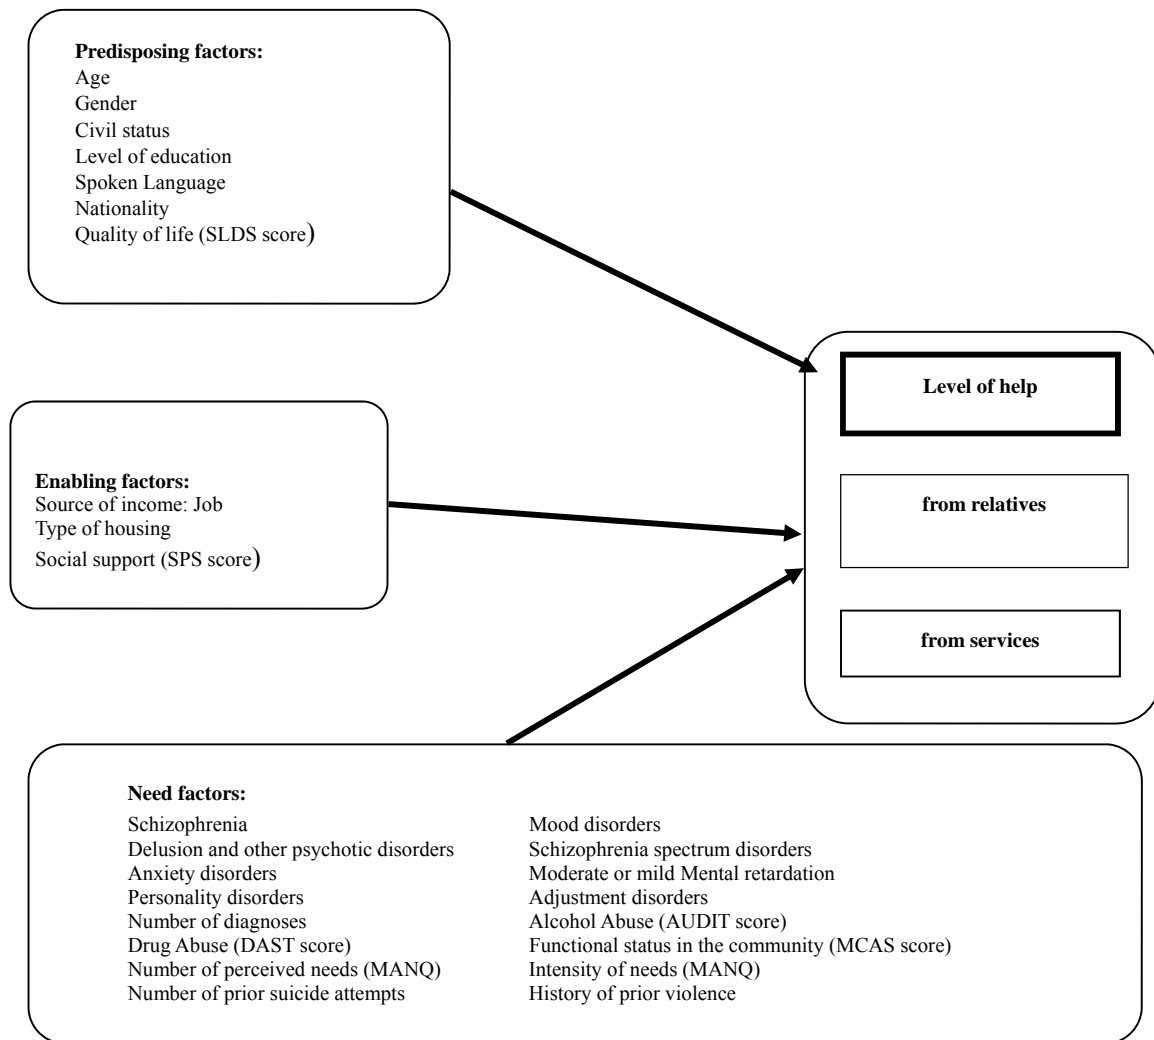 Predisposing factors:
Age
Gender
Civil status
Level of education
Spoken Language
Nationality
Quality of life (SLDS score)
Level of help
from relatives
from services
Enabling factors:
Source of income: Job
Type of housing
Social support (SPS score)
Need factors:
Schizophrenia
Delusion and other psychotic disorders
Anxiety disorders
Personality disorders
Number of diagnoses
Drug Abuse (DAST score)
Number of perceived needs (MANQ)
Number of prior suicide attempts
Mood disorders
Schizophrenia spectrum disorders
Moderate or mild Mental retardation
Adjustment disorders
Alcohol Abuse (AUDIT score)
Functional status in the community (MCAS score)
Intensity of needs (MANQ)
History of prior violence